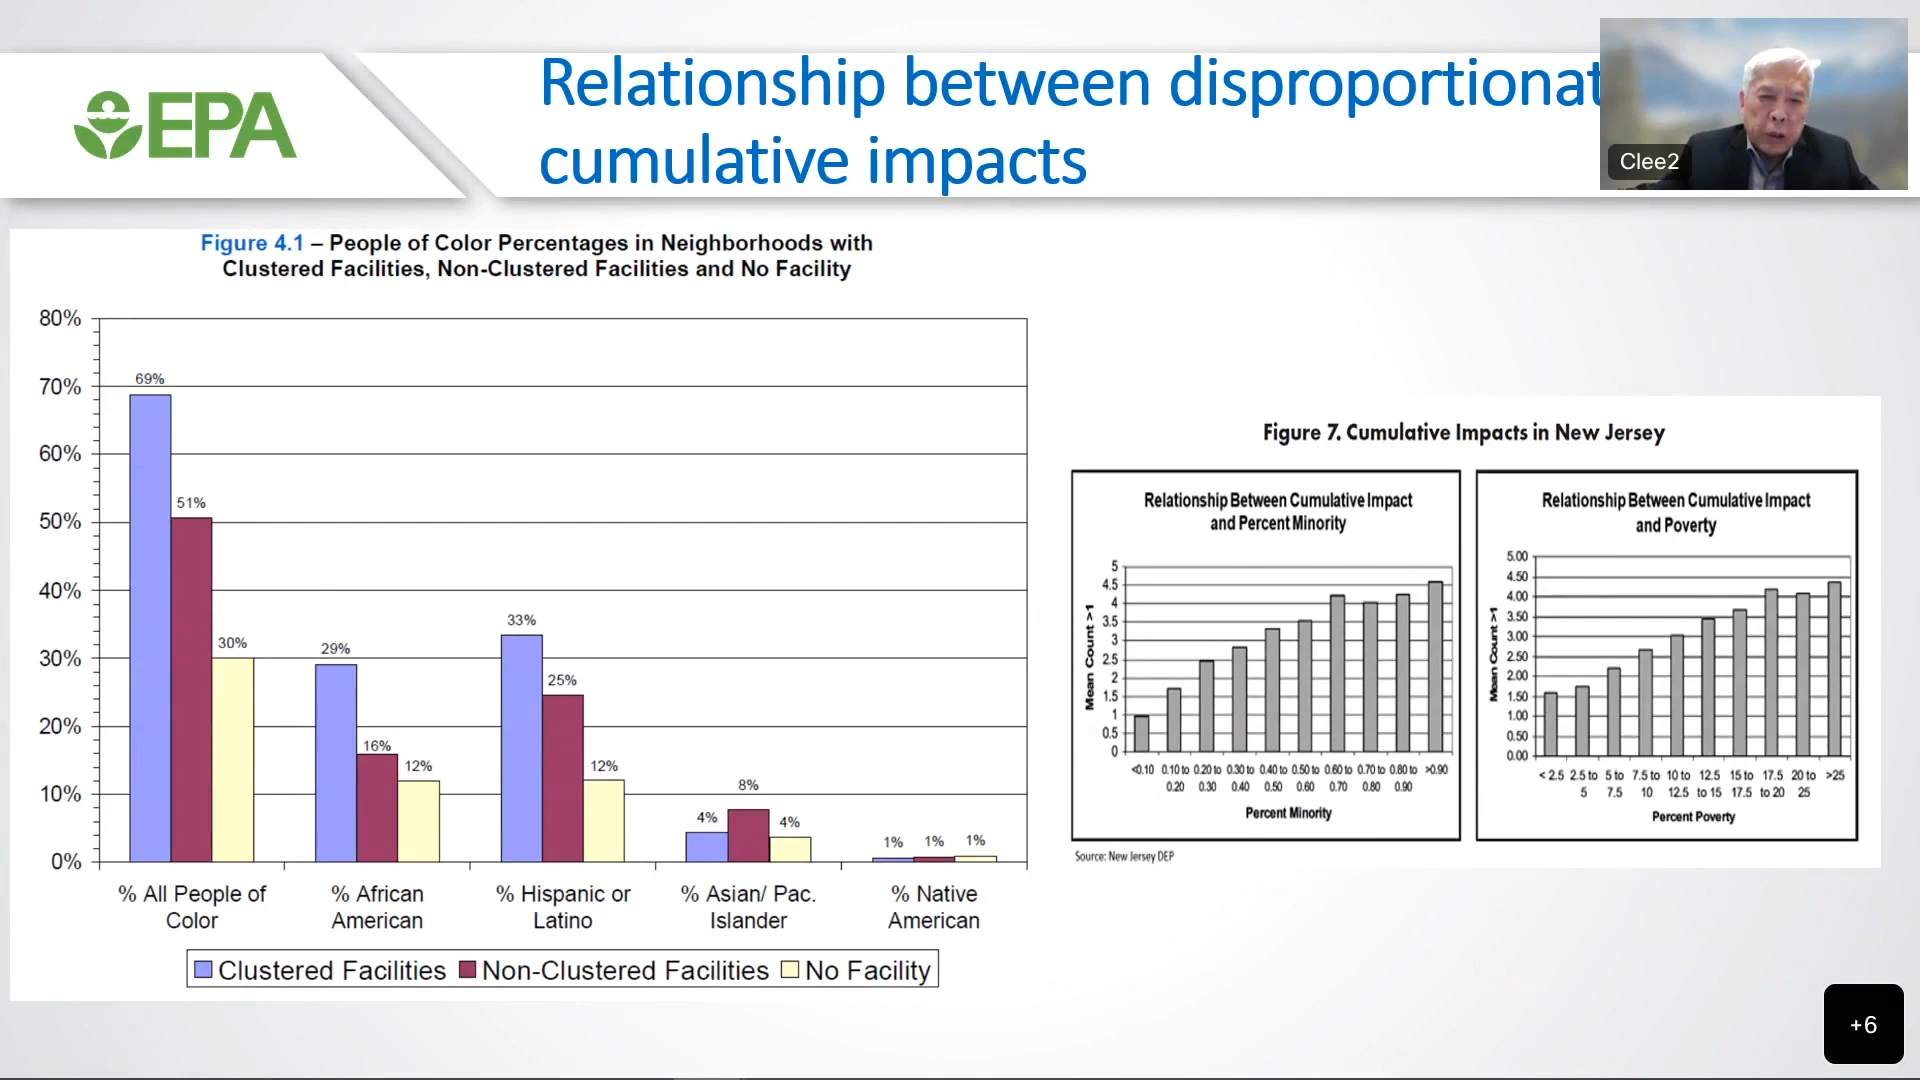 EPA
Relationship between disproportionat
cumulative impacts
Clee2
Figure 4.1 – People of Color Percentages in Neighborhoods with
Clustered Facilities, Non-Clustered Facilities and No Facility
80%
70%
60%
50%
40%
30%
20%
10%
0%
69%
51%
30%
29%
16%
12%
33%
25%
12%
4%
8%
4%
1%
1%
1%
% All People of
Color
% African
American
% Hispanic or
Latino
% Asian/ Pac.
Islander
% Native
American
Clustered Facilities Non-Clustered Facilities No Facility
Figure 7. Cumulative Impacts in New Jersey
Relationship Between Cumulative Impact
and Percent Minority
Mean Count >1
5
4.5
4
3.5
3
2.5
2
1.5
1
0.5
0
<0.10 0.10 to 0.20 to 0.30 to 0.40 to 0.50 to 0.60 to 0.70 to 0.80 to >0.90
0.20 0.30 0.40 0.50 0.60 0.70 0.80 0.90
Percent Minority
Relationship Between Cumulative Impact
and Poverty
Mean Count >1
5.00
4.50
4.00
3.50
3.00
2.50
2.00
1.50
1.00
0.50
0.00
< 2.5 2.5 to 5 to 7.5 to 10 to 12.5 15 to 17.5 20 to >25
5 7.5 10 12.5 to 15 17.5 to 20 25
Percent Poverty
Source: New Jersey DEP
+6